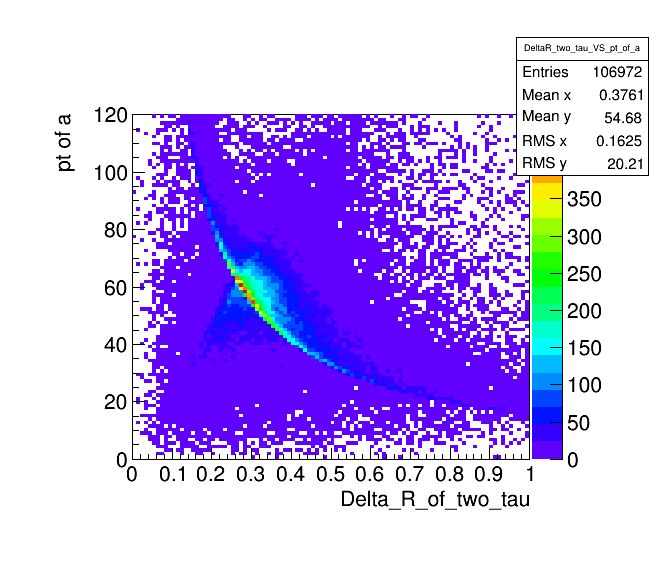 DeltaR_two_tau_VS_pt_of_a
Entries 106972
Mean x 0.3761
Mean y 54.68
RMS x 0.1625
RMS y 20.21
pt of a
120
100
80
60
40
20
0
0 0.1 0.2 0.3 0.4 0.5 0.6 0.7 0.8 0.9 1
Delta_R_of_two_tau
350
300
250
200
150
100
50
0